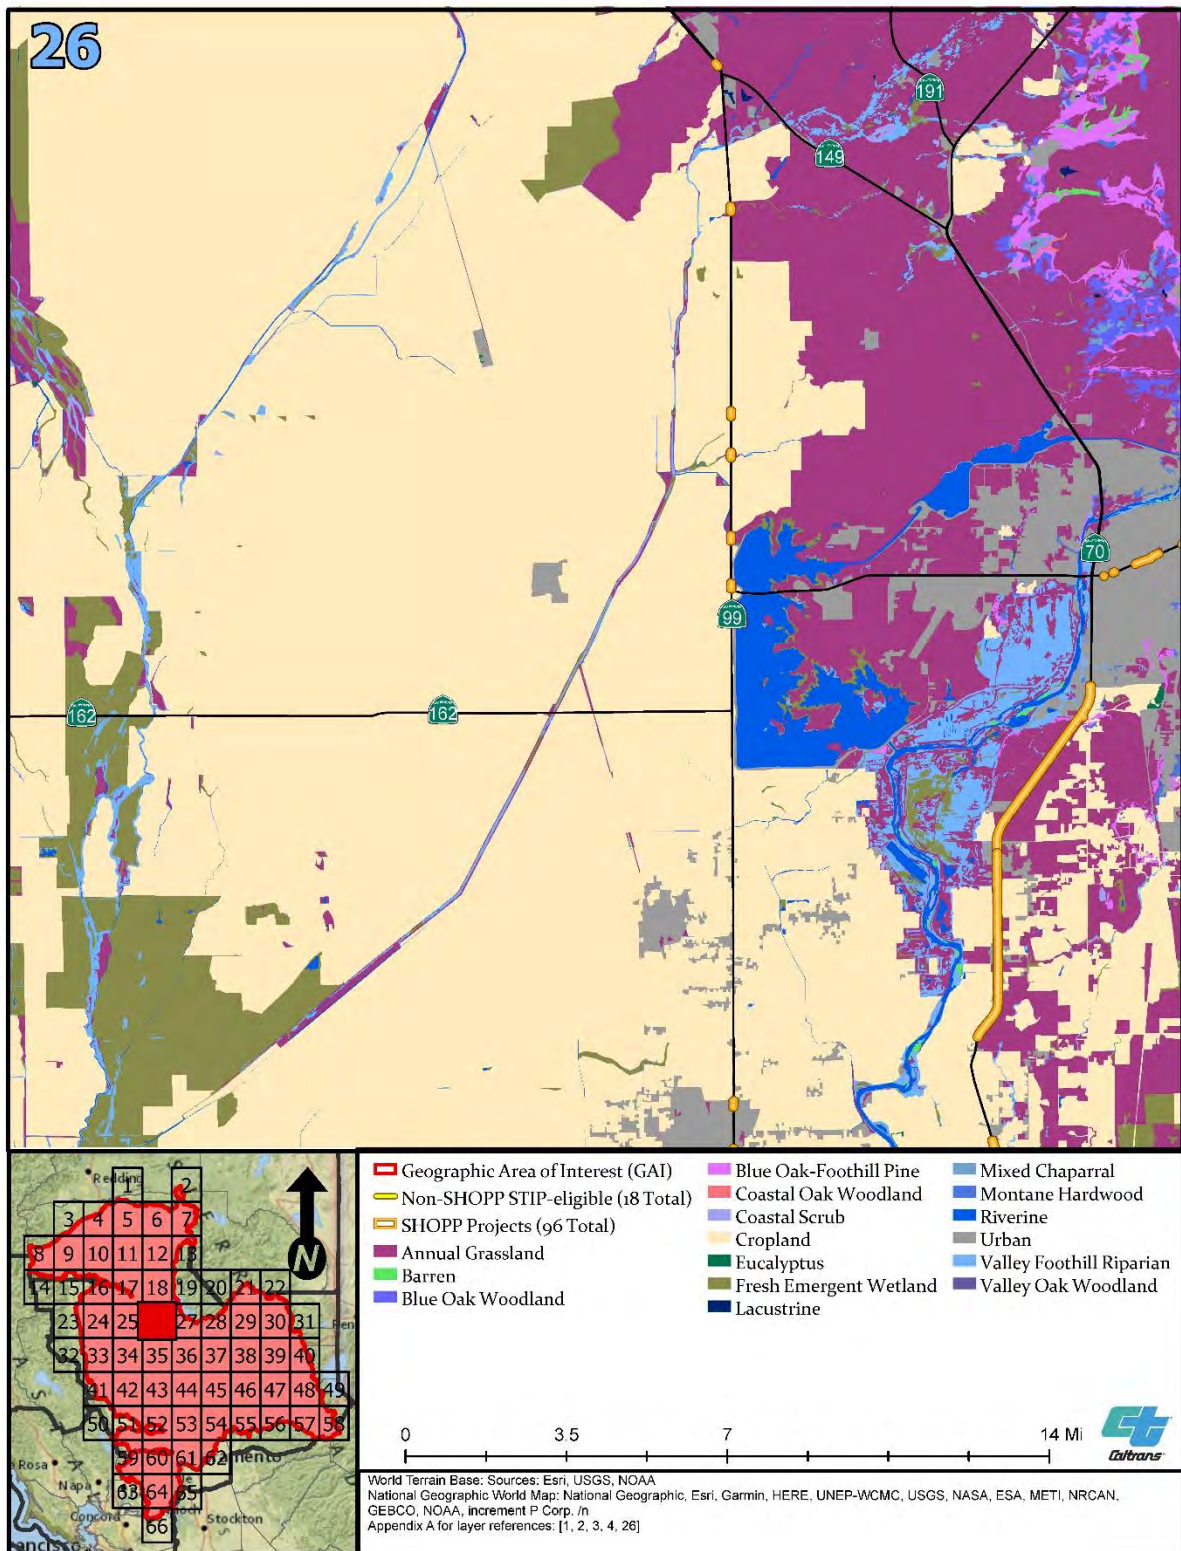 26
191
149
70
99
162
162
Redding
1 2
3 4 5 6 7
8 9 10 11 12 13
14 15 16 17 18 19 20 21 22
23 24 25 27 28 29 30 31
32 33 34 35 36 37 38 39 40
41 42 43 44 45 46 47 48 49
50 51 52 53 54 55 56 57 58
59 60 61 62 amento
a Rosa
Napa
63 64 65
Concord
Stockton
66
ancisco
N
Geographic Area of Interest (GAI)
Non-SHOPP STIP-eligible (18 Total)
SHOPP Projects (96 Total)
Annual Grassland
Barren
Blue Oak Woodland
Blue Oak-Foothill Pine
Coastal Oak Woodland
Coastal Scrub
Cropland
Eucalyptus
Fresh Emergent Wetland
Lacustrine
Mixed Chaparral
Montane Hardwood
Riverine
Urban
Valley Foothill Riparian
Valley Oak Woodland
0 3.5 7 14 Mi
ct
Caltrans
World Terrain Base: Sources: Esri, USGS, NOAA
National Geographic World Map: National Geographic, Esri, Garmin, HERE, UNEP-WCMC, USGS, NASA, ESA, METI, NRCAN,
GEBCO, NOAA, increment P Corp. /n
Appendix A for layer references: [1, 2, 3, 4, 26]